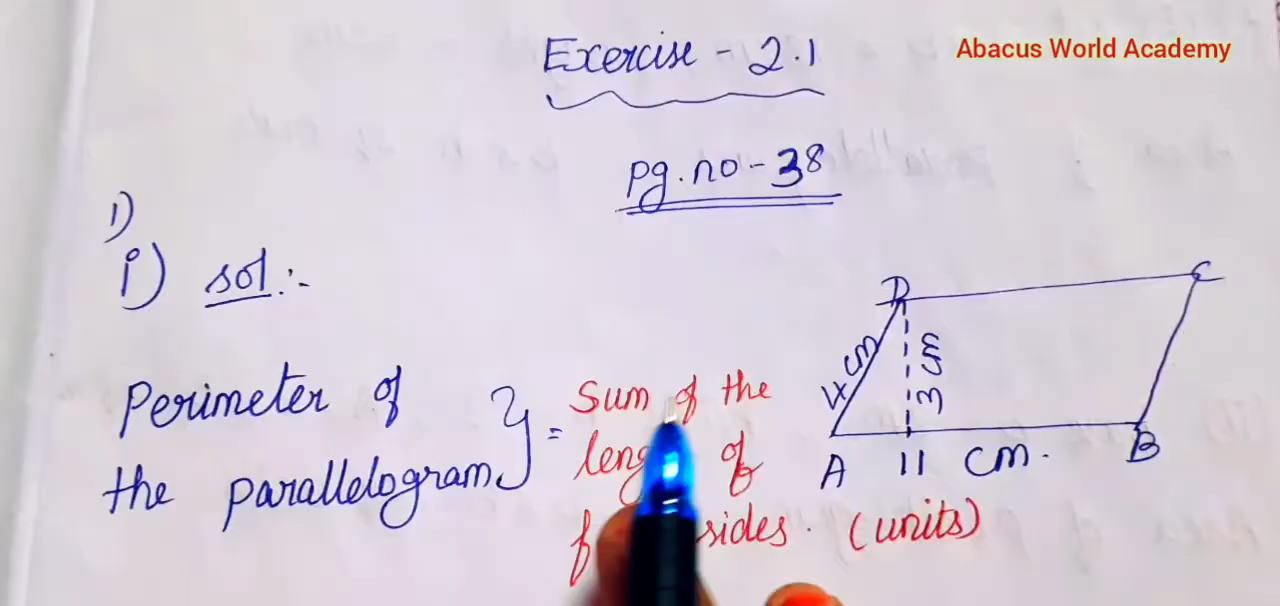 Abacus World Academy
Exercise - 2.1
pg.no - 38
1)
i) sol:-
Perimeter of
the parallelogram } = Sum of the
of
sides. (units)
D
C
4 cm
3 cm
A
11 cm.
B